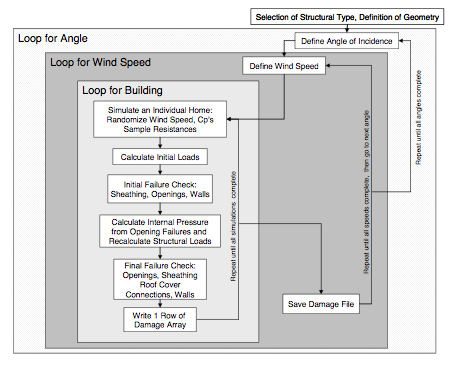 Selection of Structural Type, Definition of Geometry
Loop for Angle
Define Angle of Incidence
Loop for Wind Speed
Define Wind Speed
Loop for Building
Simulate an Individual Home:
Randomize Wind Speed, Cp's
Sample Resistances
Calculate Initial Loads
Initial Failure Check:
Sheathing, Openings, Walls
Calculate Internal Pressure
from Opening Failures and
Recalculate Structural Loads
Final Failure Check:
Openings, Sheathing
Roof Cover
Connections, Walls
Write 1 Row of
Damage Array
Repeat until all simulations complete
Save Damage File
Repeat until all speeds complete, then go to next angle
Repeat until all angles complete